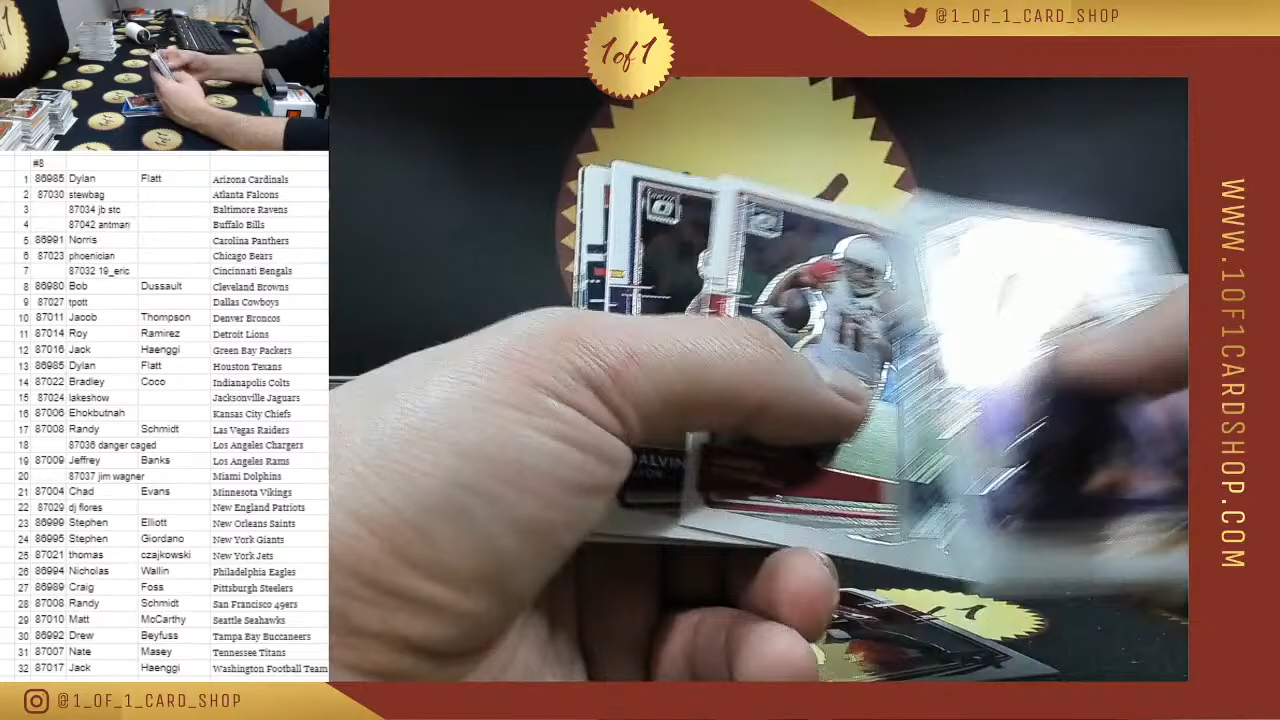 @1_OF_1_CARD_SHOP
1of1
#8
1 86985 Dylan Flatt Arizona Cardinals
2 87030 stewbag Atlanta Falcons
3 87034 jb stc Baltimore Ravens
4 87042 antman Buffalo Bills
5 86991 Norris Carolina Panthers
6 87023 phoenician Chicago Bears
7 87032 19_eric Cincinnati Bengals
8 86980 Bob Dussault Cleveland Browns
9 87027 tpott Dallas Cowboys
10 87011 Jacob Thompson Denver Broncos
11 87014 Roy Ramirez Detroit Lions
12 87016 Jack Haenggi Green Bay Packers
13 86985 Dylan Flatt Houston Texans
14 87022 Bradley Coco Indianapolis Colts
15 87024 lakeshow Jacksonville Jaguars
16 87006 Ehokbutnah Kansas City Chiefs
17 87008 Randy Schmidt Las Vegas Raiders
18 87036 danger caged Los Angeles Chargers
19 87009 Jeffrey Banks Los Angeles Rams
20 87037 jim wagner Miami Dolphins
21 87004 Chad Evans Minnesota Vikings
22 87029 dj flores New England Patriots
23 86999 Stephen Elliott New Orleans Saints
24 86995 Stephen Giordano New York Giants
25 87021 thomas czajkowski New York Jets
26 86994 Nicholas Wallin Philadelphia Eagles
27 86989 Craig Foss Pittsburgh Steelers
28 87008 Randy Schmidt San Francisco 49ers
29 87010 Matt McCarthy Seattle Seahawks
30 86992 Drew Beyfuss Tampa Bay Buccaneers
31 87007 Nate Masey Tennessee Titans
32 87017 Jack Haenggi Washington Football Team
WWW.1OF1CARDSHOP.COM
@1_OF_1_CARD_SHOP